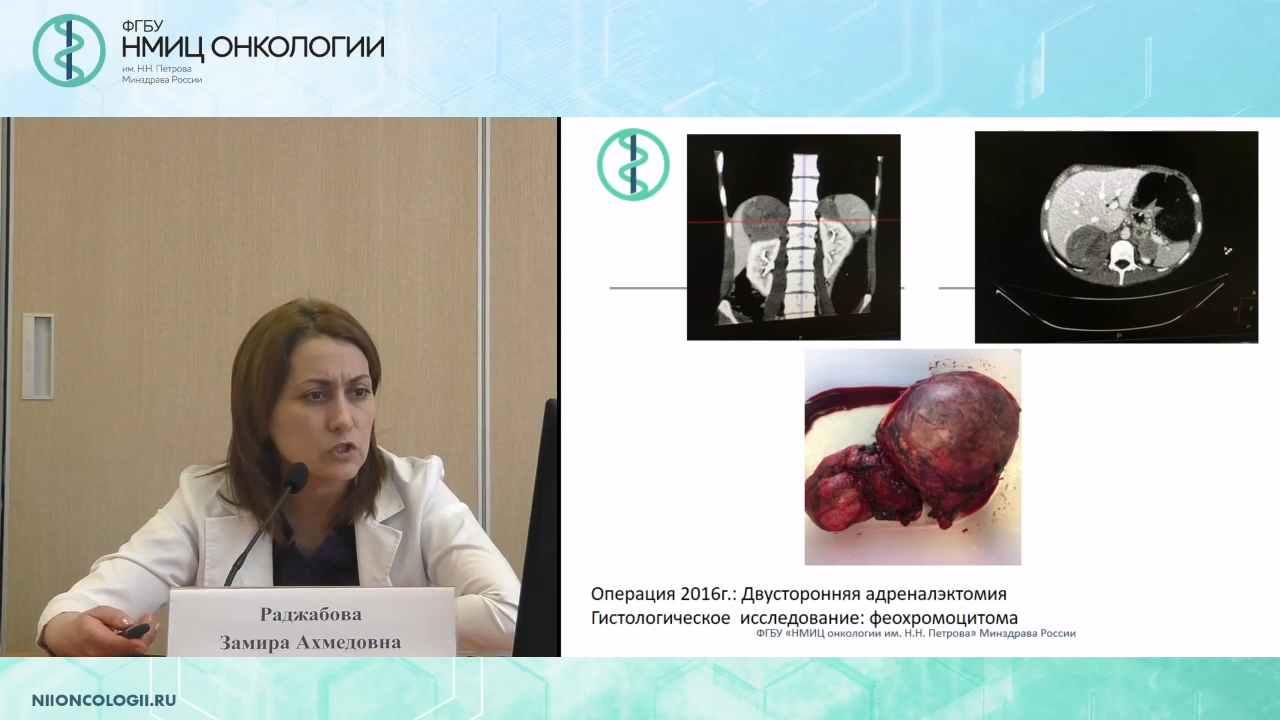 ФГБУ
НМИЦ ОНКОЛОГИИ
им. Н.Н. Петрова
Минздрава России
Раджабова
Замира Ахмедовна
Операция 2016г.: Двусторонняя адреналэктомия
Гистологическое исследование: феохромоцитома
ФГБУ «НМИЦ онкологии им. Н.Н. Петрова» Минздрава России
NIIONCOLOGII.RU